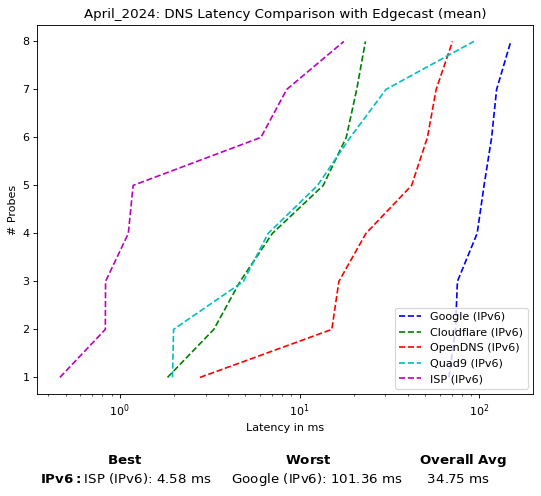 April_2024: DNS Latency Comparison with Edgecast (mean)
8
7
6
5
4
3
2
1
# Probes
Google (IPv6)
Cloudflare (IPv6)
OpenDNS (IPv6)
Quad9 (IPv6)
ISP (IPv6)
10⁰ 10¹ 10²
Latency in ms
Best Worst Overall Avg
IPv6: ISP (IPv6): 4.58 ms Google (IPv6): 101.36 ms 34.75 ms